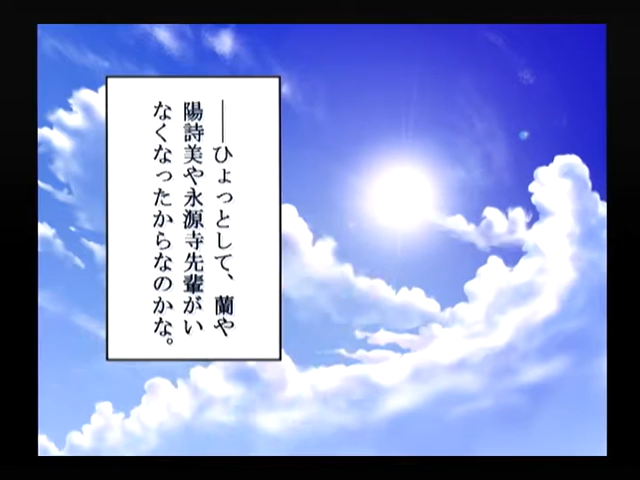 ――ひょっとして、蘭や
陽詩美や永源寺先輩がい
なくなったからなのかな。